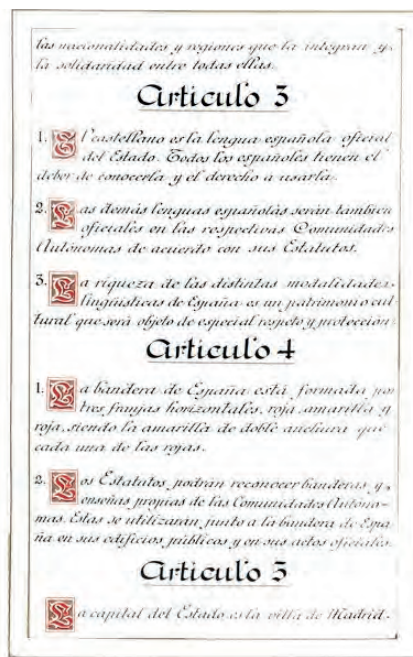 las nacionalidades y regiones que la integran y
la solidaridad entre todas ellas.
Artículo 3
1. El castellano es la lengua española oficial
del Estado. Todos los españoles tienen el
deber de conocerla y el derecho a usarla.
2. Las demás lenguas españolas serán también
oficiales en las respectivas Comunidades
Autónomas de acuerdo con sus Estatutos.
3. La riqueza de las distintas modalidades
lingüísticas de España es un patrimonio cul
tural que será objeto de especial respeto y protección
Artículo 4
1. La bandera de España está formada por
tres franjas horizontales, roja, amarilla y
roja, siendo la amarilla de doble anchura que
cada una de las rojas.
2. Los Estatutos podrán reconocer banderas y
enseñas propias de las Comunidades Autóno-
mas. Estas se utilizarán junto a la bandera de Espa
ña en sus edificios públicos y en sus actos oficiales.
Artículo 5
La capital del Estado es la villa de Madrid.